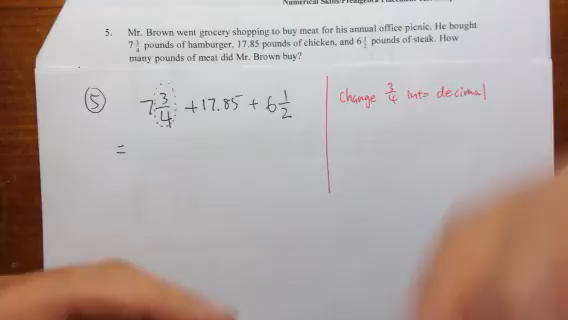 Numerical Skills/Prealgebra Placement
5. Mr. Brown went grocery shopping to buy meat for his annual office picnic. He bought
7 3/4 pounds of hamburger, 17.85 pounds of chicken, and 6 1/2 pounds of steak. How
many pounds of meat did Mr. Brown buy?
5 7 3/4 + 17.85 + 6 1/2
change 3/4 into decimal
=